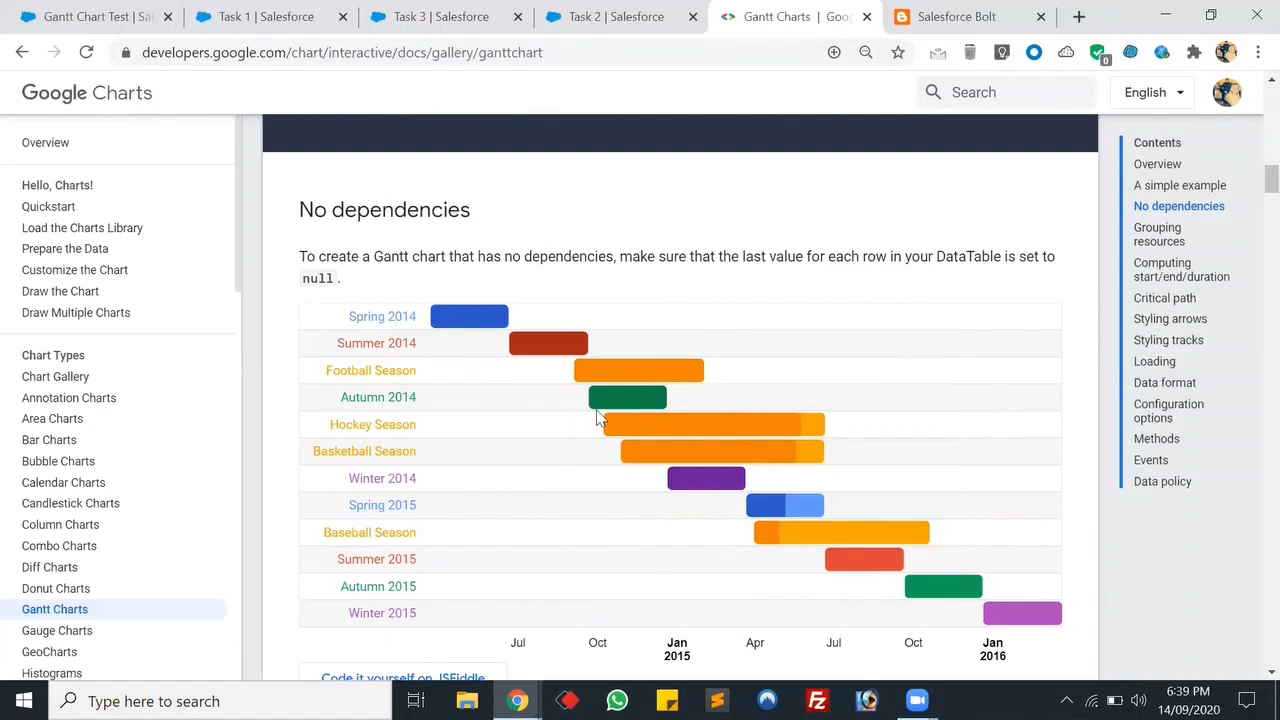 Gantt Chart Test | Sal
Task 1 | Salesforce
Task 3 | Salesforce
Task 2 | Salesforce
Gantt Charts | Goo
Salesforce Bolt
developers.google.com/chart/interactive/docs/gallery/ganttchart
0
Google Charts
Search
English
Overview
Hello, Charts!
Quickstart
Load the Charts Library
Prepare the Data
Customize the Chart
Draw the Chart
Draw Multiple Charts
Chart Types
Chart Gallery
Annotation Charts
Area Charts
Bar Charts
Bubble Charts
Calendar Charts
Candlestick Charts
Column Charts
Combo Charts
Diff Charts
Donut Charts
Gantt Charts
Gauge Charts
GeoCharts
Histograms
No dependencies
To create a Gantt chart that has no dependencies, make sure that the last value for each row in your DataTable is set to
null.
Spring 2014
Summer 2014
Football Season
Autumn 2014
Hockey Season
Basketball Season
Winter 2014
Spring 2015
Baseball Season
Summer 2015
Autumn 2015
Winter 2015
Jul Oct Jan Apr Jul Oct Jan
2015 2016
Code it yourself on JSFiddle
Contents
Overview
A simple example
No dependencies
Grouping
resources
Computing
start/end/duration
Critical path
Styling arrows
Styling tracks
Loading
Data format
Configuration
options
Methods
Events
Data policy
Type here to search
6:39 PM
14/09/2020